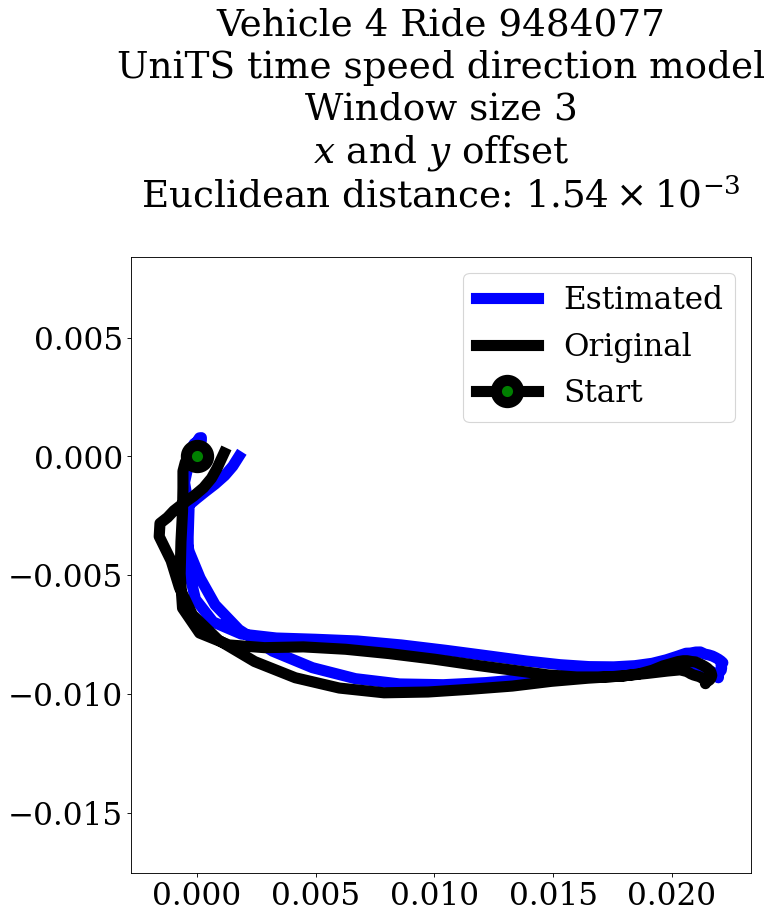 Vehicle 4 Ride 9484077
UniTS time speed direction model
Window size 3
x and y offset
Euclidean distance: 1.54 × 10⁻³
Estimated
Original
Start
0.005
0.000
−0.005
−0.010
−0.015
0.000 0.005 0.010 0.015 0.020